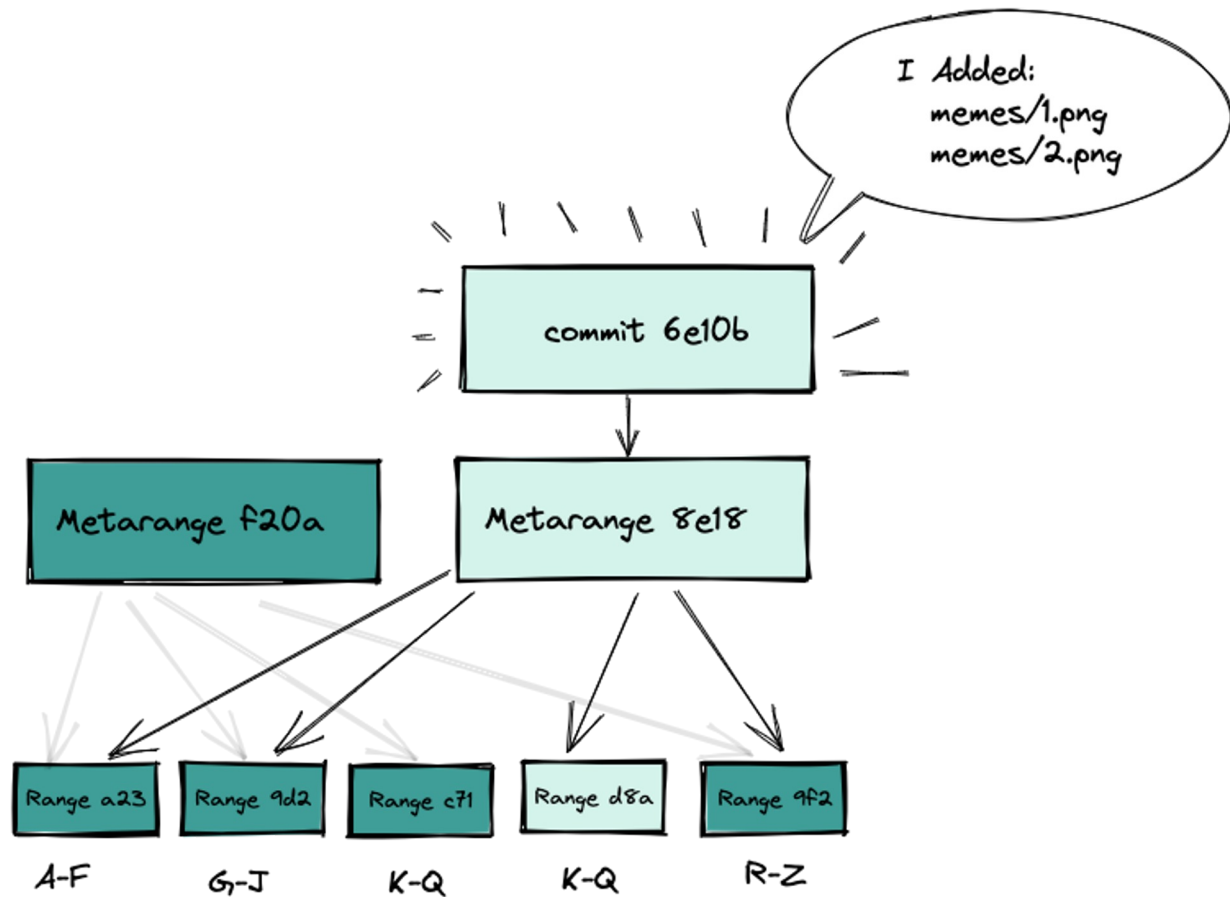 I Added:
memes/1.png
memes/2.png
commit 6e10b
Metarange f20a
Metarange 8e18
Range a23
Range 9d2
Range c71
Range d8a
Range 9f2
A-F
G-J
K-Q
K-Q
R-Z